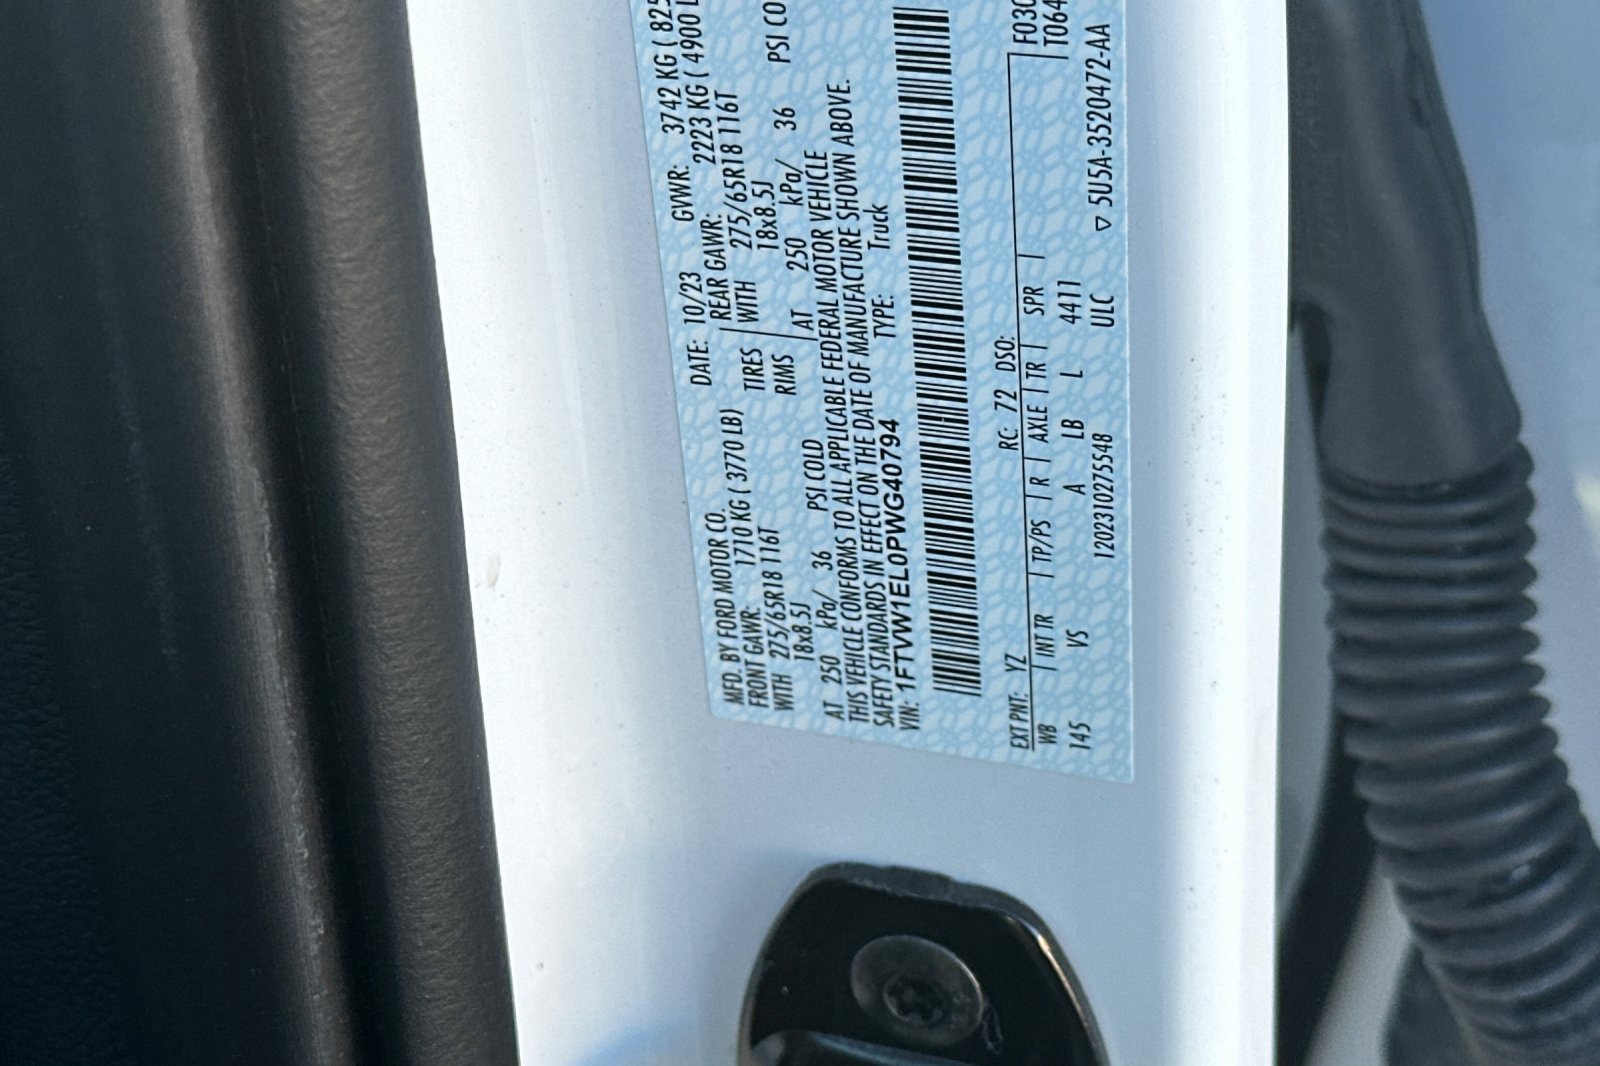 MFD. BY FORD MOTOR CO.
DATE: 10/23 GVWR: 3742 KG ( 825
FRONT GAWR: 1710 KG ( 3770 LB)
REAR GAWR: 2223 KG ( 4900 L
WITH 275/65R18 116T TIRES WITH 275/65R18 116T
18x8.5J RIMS 18x8.5J
AT 250 kPa/ 36 PSI COLD AT 250 kPa/ 36 PSI CO
THIS VEHICLE CONFORMS TO ALL APPLICABLE FEDERAL MOTOR VEHICLE
SAFETY STANDARDS IN EFFECT ON THE DATE OF MANUFACTURE SHOWN ABOVE.
VIN: 1FTVW1EL0PWG40794 TYPE: Truck
F030
EXT PNT: YZ RC: 72 DSO: T064
WB | INT TR | TP/PS | R | AXLE | TR | SPR |
145 VS A LB L 4411
120231027554​8 ULC ▽ 5U5A-3520472-AA